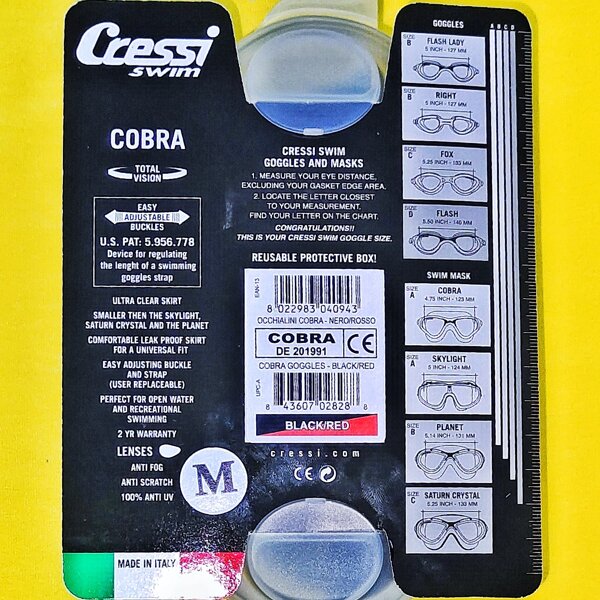 Cressi
swim
COBRA
TOTAL
VISION
EASY
ADJUSTABLE
BUCKLES
U.S. PAT: 5.956.778
Device for regulating
the lenght of a swimming
goggles strap
ULTRA CLEAR SKIRT
SMALLER THEN THE SKYLIGHT,
SATURN CRYSTAL AND THE PLANET
COMFORTABLE LEAK PROOF SKIRT
FOR A UNIVERSAL FIT
EASY ADJUSTING BUCKLE
AND STRAP
(USER REPLACEABLE)
PERFECT FOR OPEN WATER
AND RECREATIONAL
SWIMMING
2 YR WARRANTY
LENSES
ANTI FOG
ANTI SCRATCH
100% ANTI UV
M
MADE IN ITALY
CRESSI SWIM
GOGGLES AND MASKS
1. MEASURE YOUR EYE DISTANCE,
EXCLUDING YOUR GASKET EDGE AREA.
2. LOCATE THE LETTER CLOSEST
TO YOUR MEASUREMENT.
FIND YOUR LETTER ON THE CHART.
CONGRATULATIONS!!
THIS IS YOUR CRESSI SWIM GOGGLE SIZE.
REUSABLE PROTECTIVE BOX!
EAN-13
8 022983 040943
OCCHIALINI COBRA - NERO/ROSSO
COBRA
DE 201991
CE
COBRA GOGGLES - BLACK/RED
UPC-A
8 43607 02828 8
BLACK/RED
cressi.com
CE
GOGGLES
A B C D
SIZE B
FLASH LADY
5 INCH - 127 MM
SIZE B
RIGHT
5 INCH - 127 MM
SIZE C
FOX
5.25 INCH - 133 MM
SIZE D
FLASH
5.50 INCH - 140 MM
SWIM MASK
SIZE A
COBRA
4.75 INCH - 123 MM
SIZE A
SKYLIGHT
5 INCH - 124 MM
SIZE B
PLANET
5.14 INCH - 131 MM
SIZE C
SATURN CRYSTAL
5.25 INCH - 133 MM